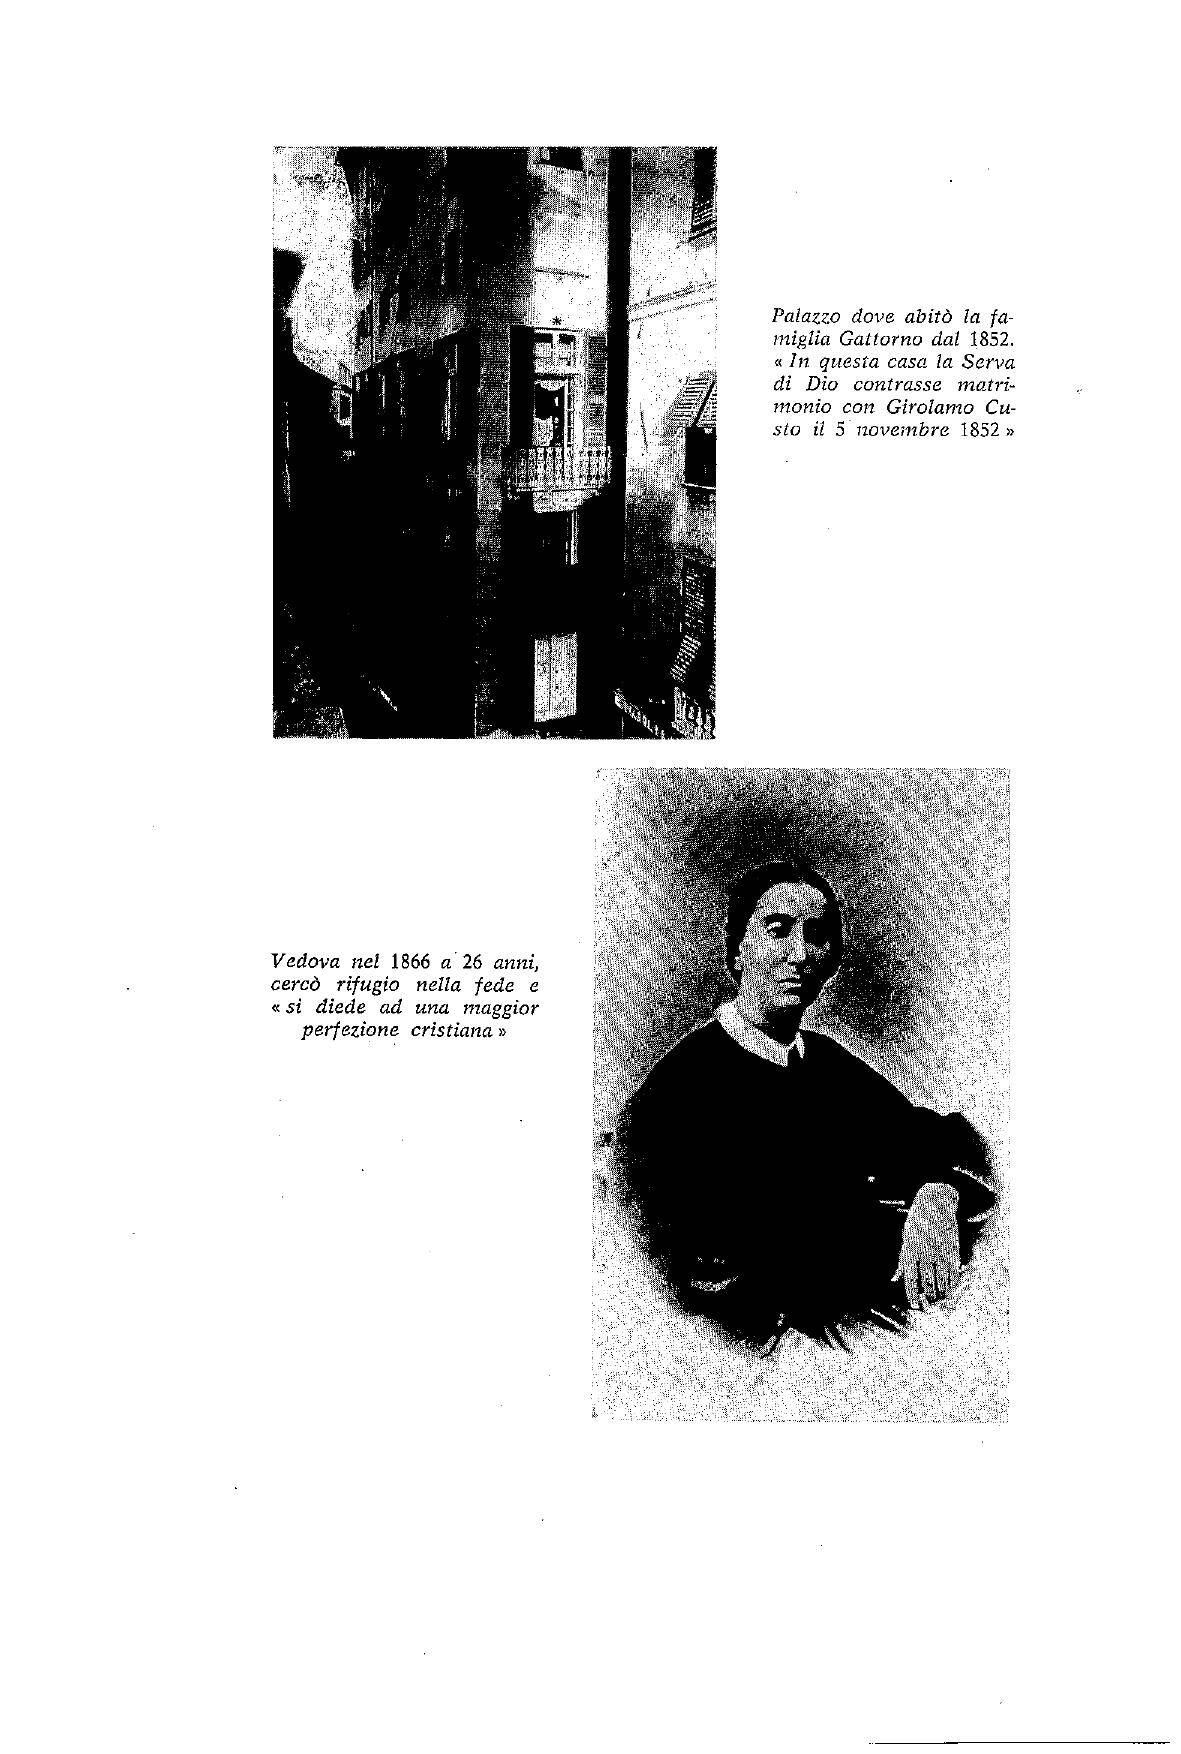 Palazzo dove abitò la fa-
miglia Gattorno dal 1852.
« In questa casa la Serva
di Dio contrasse matri-
monio con Girolamo Cu-
sto il 5 novembre 1852 »
Vedova nel 1866 a 26 anni,
cercò rifugio nella fede e
« si diede ad una maggior
perfezione cristiana »